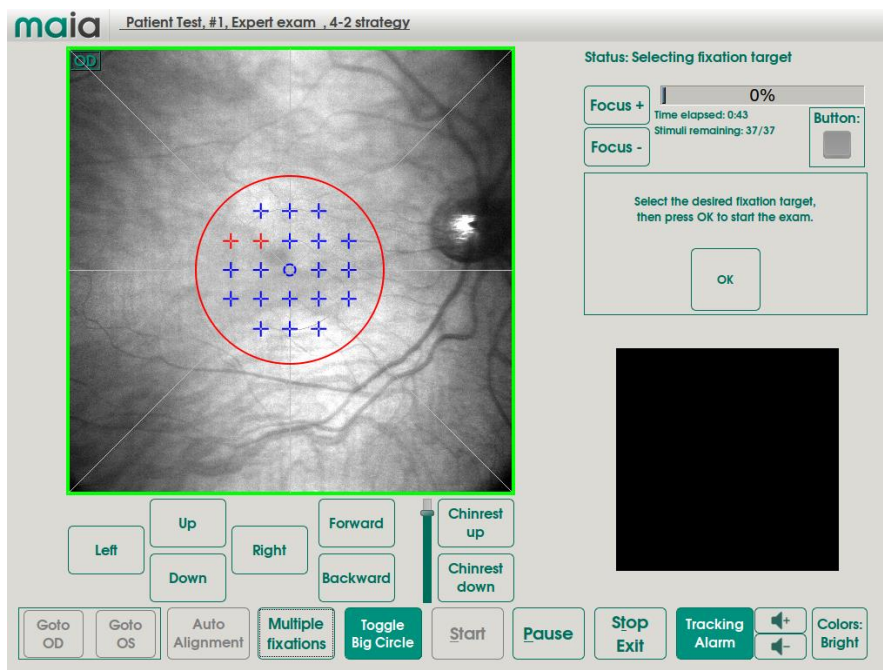 maia
Patient Test, #1, Expert exam , 4-2 strategy
OD
Status: Selecting fixation target
Focus +
0%
Time elapsed: 0:43
Stimuli remaining: 37/37
Button:
Focus -
Select the desired fixation target,
then press OK to start the exam.
OK
Left
Up
Down
Right
Forward
Backward
Chinrest
up
Chinrest
down
Goto
OD
Goto
OS
Auto
Alignment
Multiple
fixations
Toggle
Big Circle
Start
Pause
Stop
Exit
Tracking
Alarm
+
-
Colors:
Bright